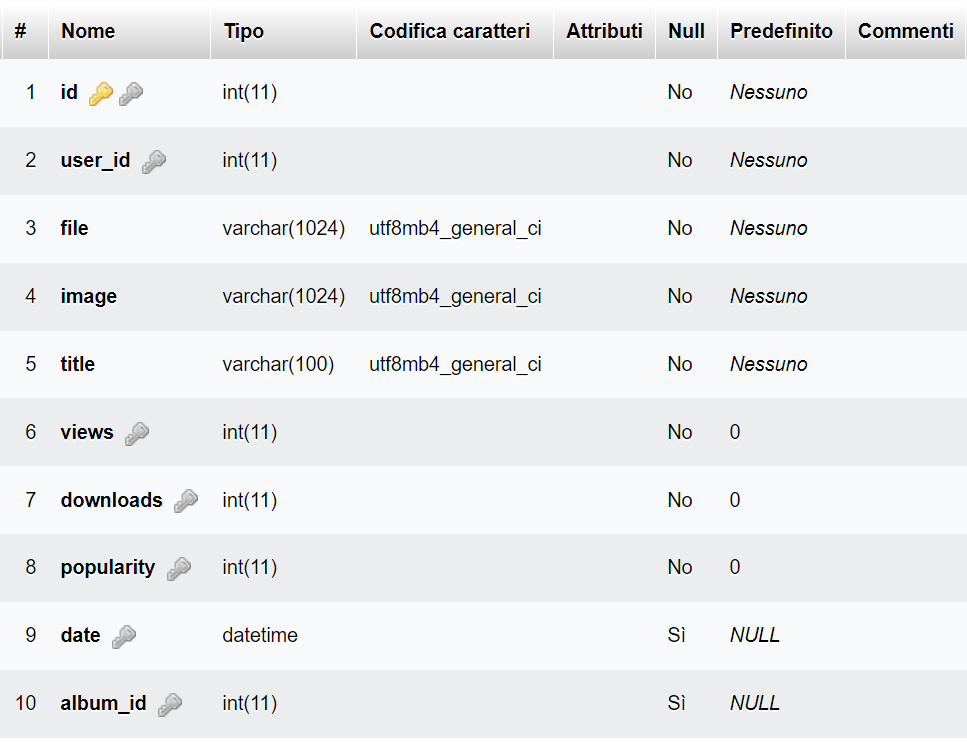 # Nome Tipo Codifica caratteri Attributi Null Predefinito Commenti
1 id int(11) No Nessuno
2 user_id int(11) No Nessuno
3 file varchar(1024) utf8mb4_general_ci No Nessuno
4 image varchar(1024) utf8mb4_general_ci No Nessuno
5 title varchar(100) utf8mb4_general_ci No Nessuno
6 views int(11) No 0
7 downloads int(11) No 0
8 popularity int(11) No 0
9 date datetime Sì NULL
10 album_id int(11) Sì NULL